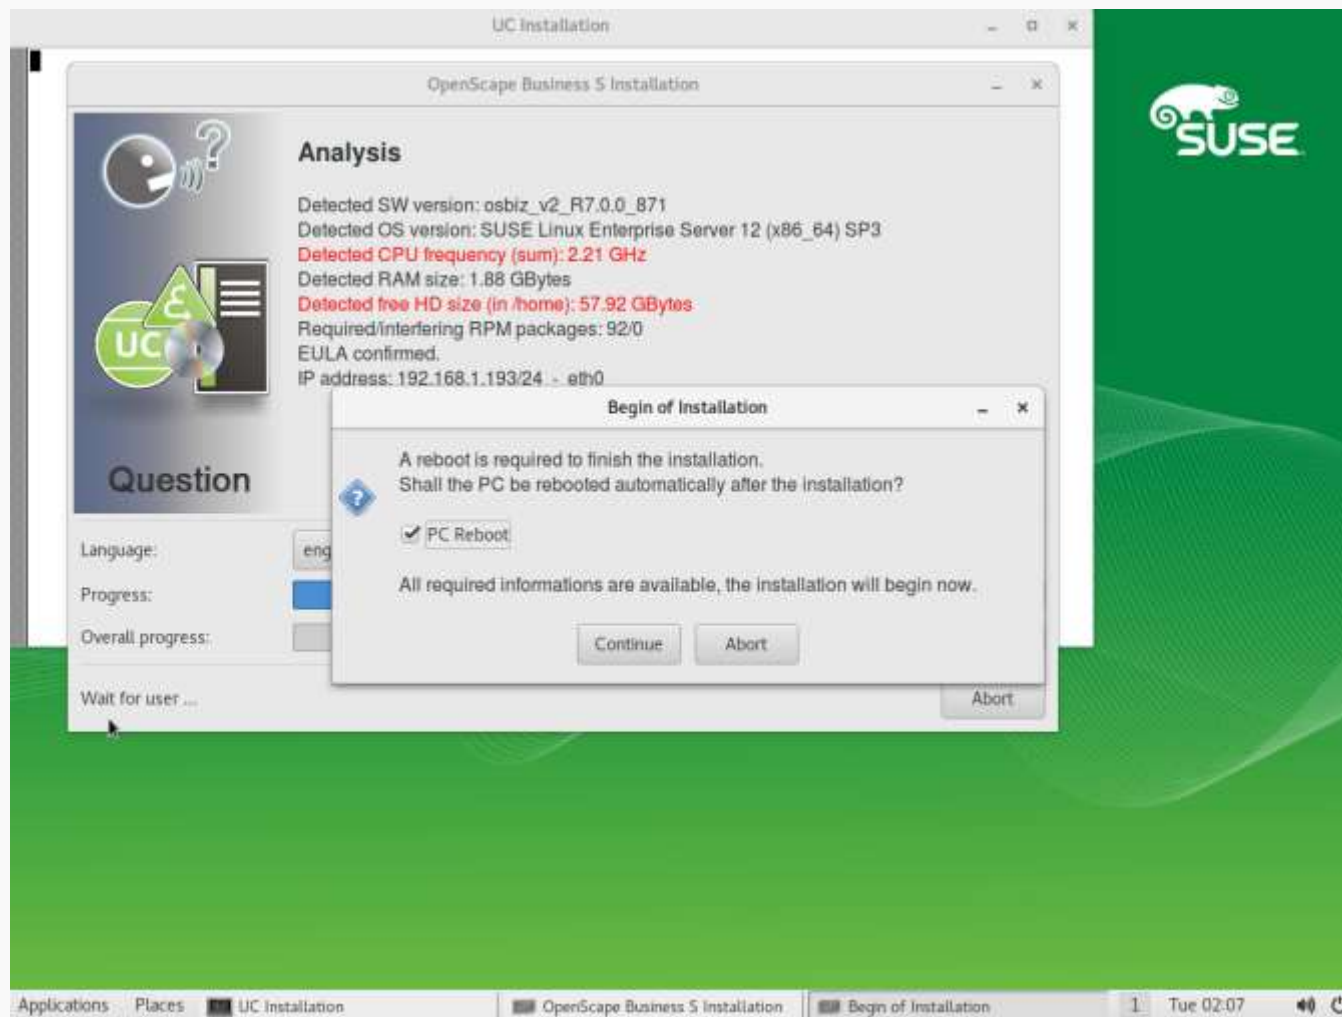 UC Installation
OpenScape Business S Installation
SUSE
Analysis
Detected SW version: osbiz_v2_R7.0.0_871
Detected OS version: SUSE Linux Enterprise Server 12 (x86_64) SP3
Detected CPU frequency (sum): 2.21 GHz
Detected RAM size: 1.88 GBytes
Detected free HD size (in /home): 57.92 GBytes
Required/interfering RPM packages: 92/0
EULA confirmed.
IP address: 192.168.1.193/24 - eth0
UC
Question
Begin of Installation
A reboot is required to finish the installation.
Shall the PC be rebooted automatically after the installation?
PC Reboot
All required informations are available, the installation will begin now.
Continue Abort
Language: eng
Progress:
Overall progress:
Wait for user ... Abort
Applications Places UC Installation OpenScape Business S Installation Begin of Installation 1 Tue 02:07